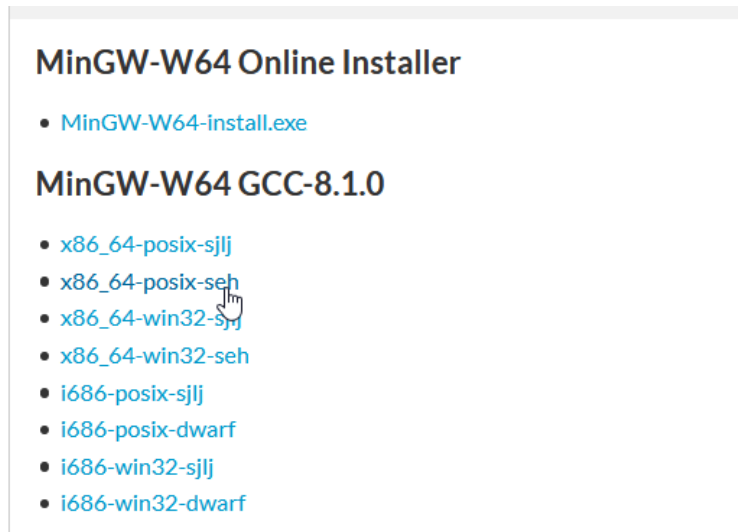 MinGW-W64 Online Installer
MinGW-W64-install.exe
MinGW-W64 GCC-8.1.0
x86_64-posix-sjlj
x86_64-posix-seh
x86_64-win32-sjlj
x86_64-win32-seh
i686-posix-sjlj
i686-posix-dwarf
i686-win32-sjlj
i686-win32-dwarf